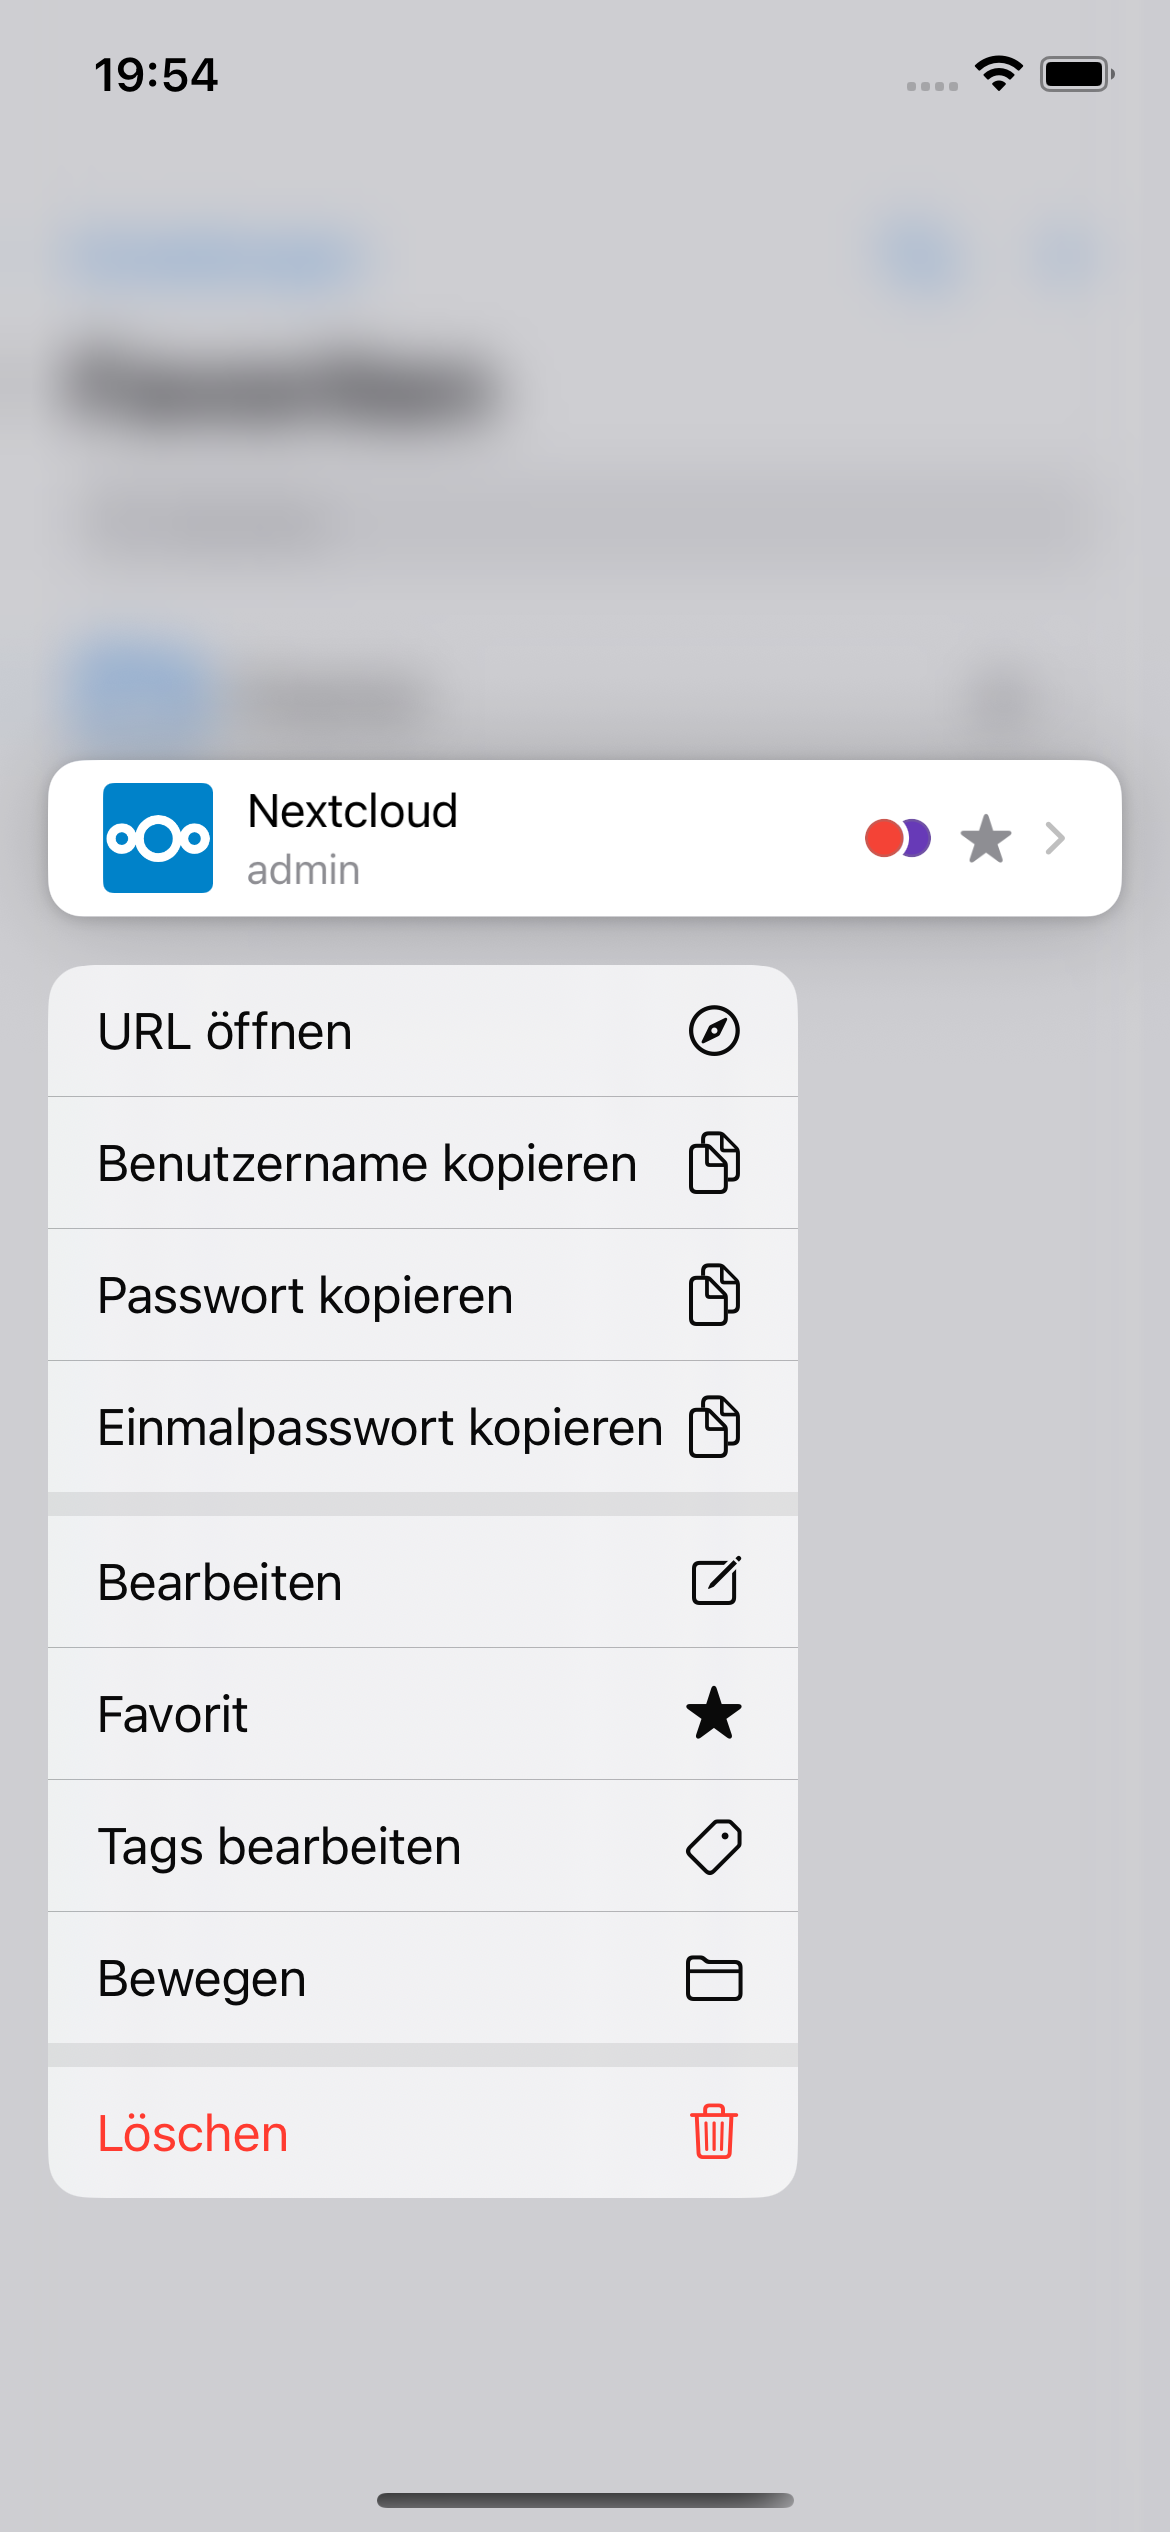 19:54
Nextcloud
admin
URL öffnen
Benutzername kopieren
Passwort kopieren
Einmalpasswort kopieren
Bearbeiten
Favorit
Tags bearbeiten
Bewegen
Löschen